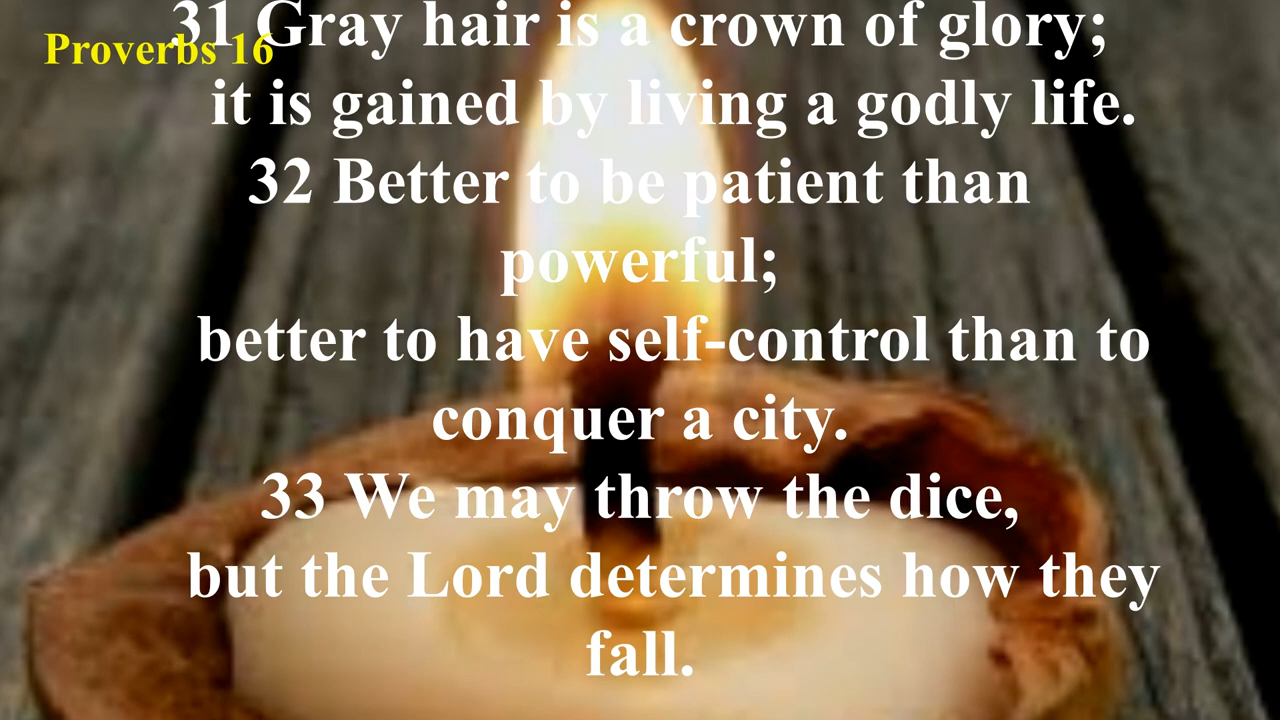 Proverbs 16
31 Gray hair is a crown of glory;
it is gained by living a godly life.
32 Better to be patient than
powerful;
better to have self-control than to
conquer a city.
33 We may throw the dice,
but the Lord determines how they
fall.